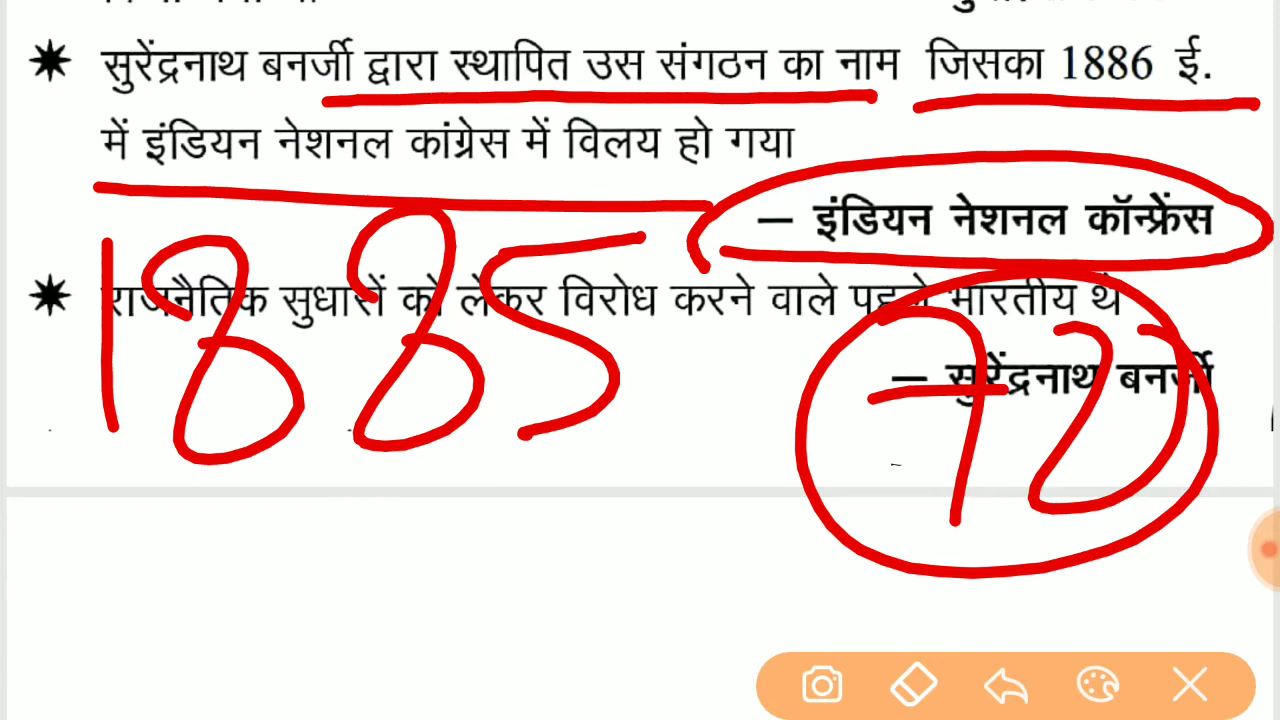 ★ सुरेंद्रनाथ बनर्जी द्वारा स्थापित उस संगठन का नाम जिसका 1886 ई.
में इंडियन नेशनल कांग्रेस में विलय हो गया
— इंडियन नेशनल कॉन्फ्रेंस
★ राजनैतिक सुधारों को लेकर विरोध करने वाले पहले भारतीय थे
— सुरेंद्रनाथ बनर्जी
1885
72